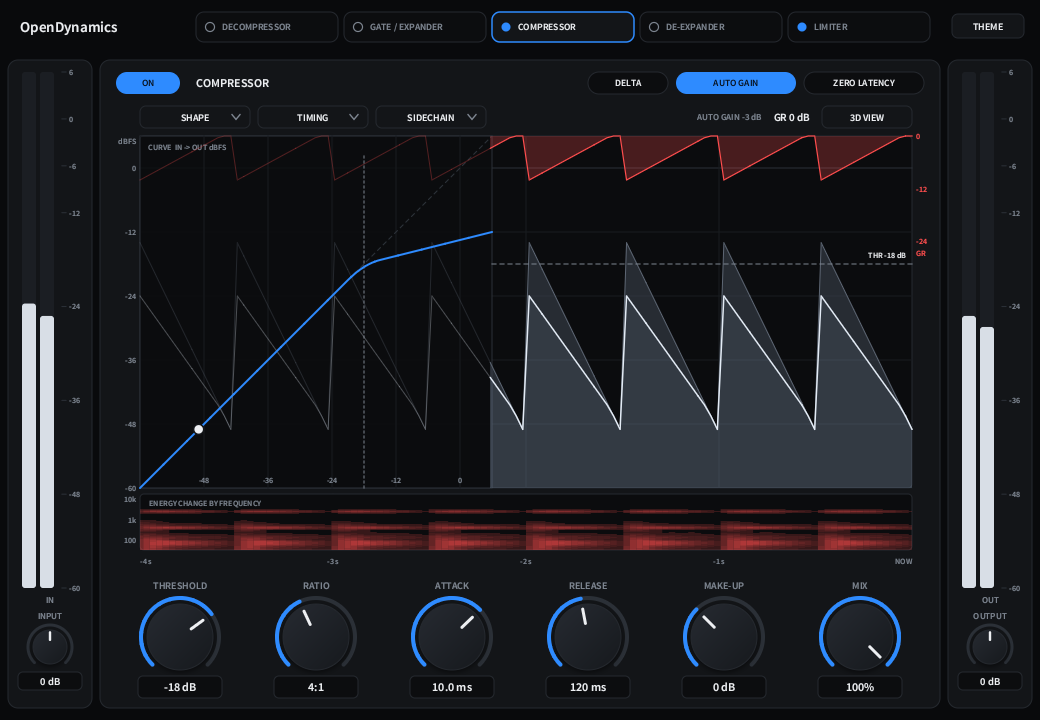 OpenDynamics
DECOMPRESSOR
GATE / EXPANDER
COMPRESSOR
DE-EXPANDER
LIMITER
THEME
ON
COMPRESSOR
DELTA
AUTO GAIN
ZERO LATENCY
SHAPE
TIMING
SIDECHAIN
AUTO GAIN -3 dB
GR 0 dB
3D VIEW
6
0
-6
-12
-24
-36
-48
-60
IN
INPUT
0 dB
dBFS
CURVE IN -> OUT dBFS
0
-12
-24
-36
-48
-60
-48
-36
-24
-12
0
THR -18 dB
0
-12
-24
GR
10k
1k
100
ENERGY CHANGE BY FREQUENCY
-4s
-3s
-2s
-1s
NOW
THRESHOLD
RATIO
ATTACK
RELEASE
MAKE-UP
MIX
-18 dB
4:1
10.0 ms
120 ms
0 dB
100%
6
0
-6
-12
-24
-36
-48
-60
OUT
OUTPUT
0 dB